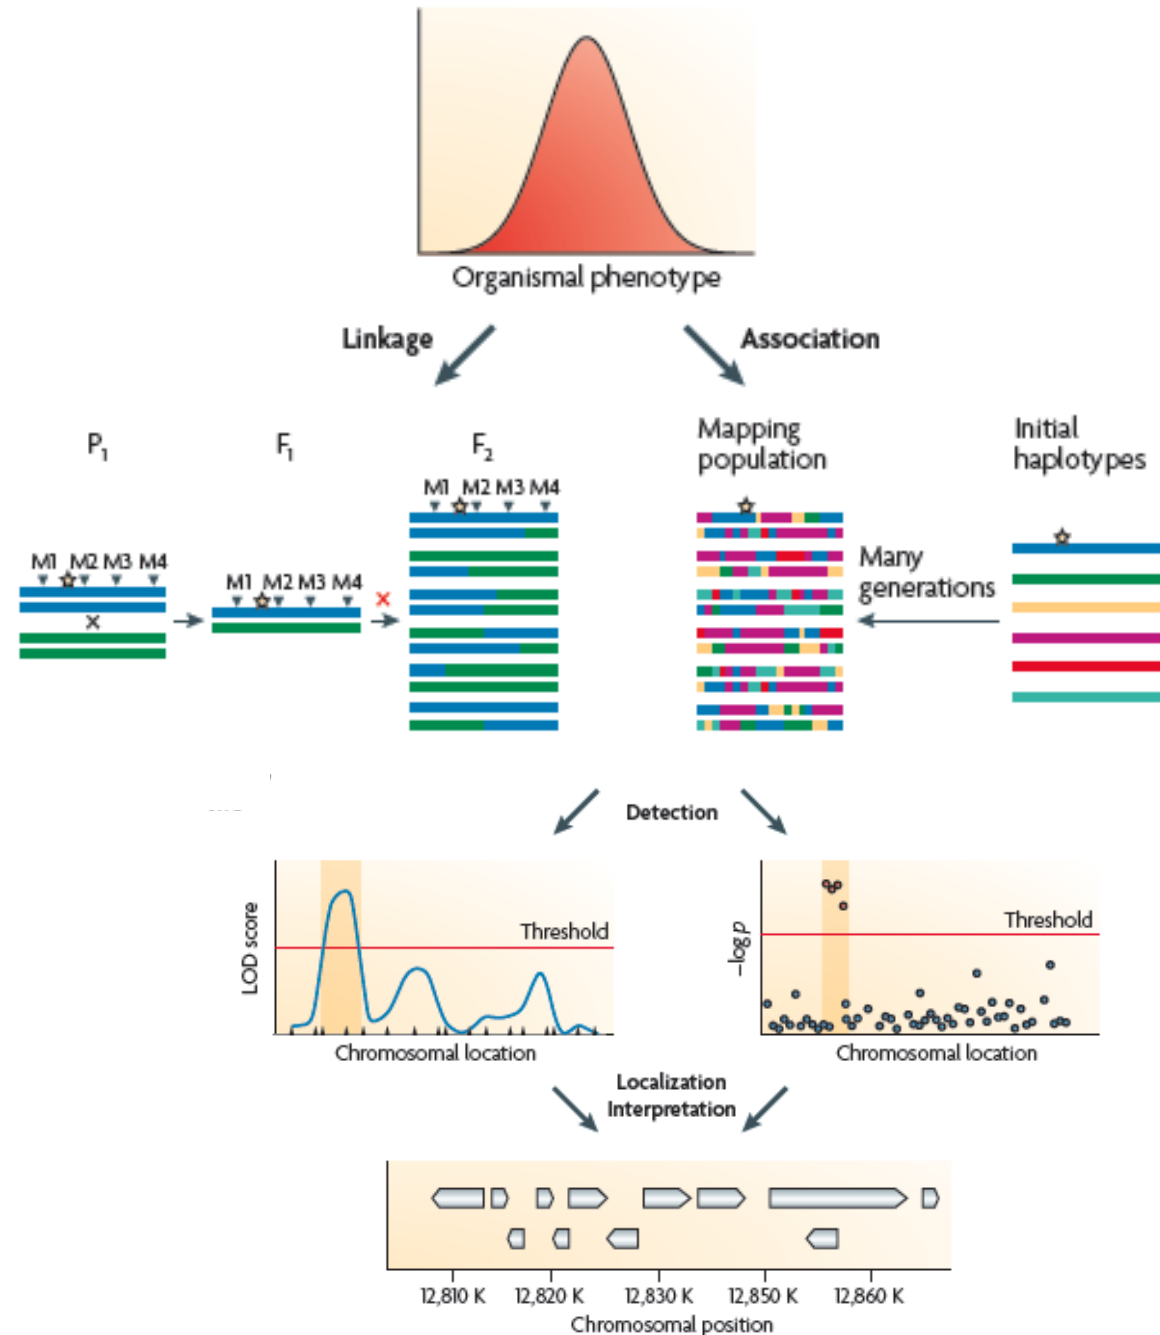 Organismal phenotype
Linkage
Association
P1
F1
F2
Mapping
population
Initial
haplotypes
M1 M2 M3 M4
M1 M2 M3 M4
M1 M2 M3 M4
×
×
Many
generations
Detection
LOD score
Threshold
Chromosomal location
–log p
Threshold
Chromosomal location
Localization
Interpretation
12,810 K 12,820 K 12,830 K 12,850 K 12,860 K
Chromosomal position